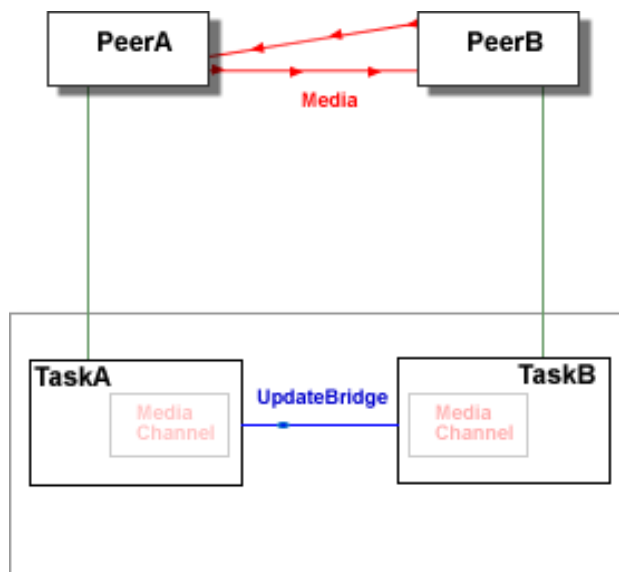 PeerA
PeerB
Media
TaskA
TaskB
UpdateBridge
Media
Channel
Media
Channel